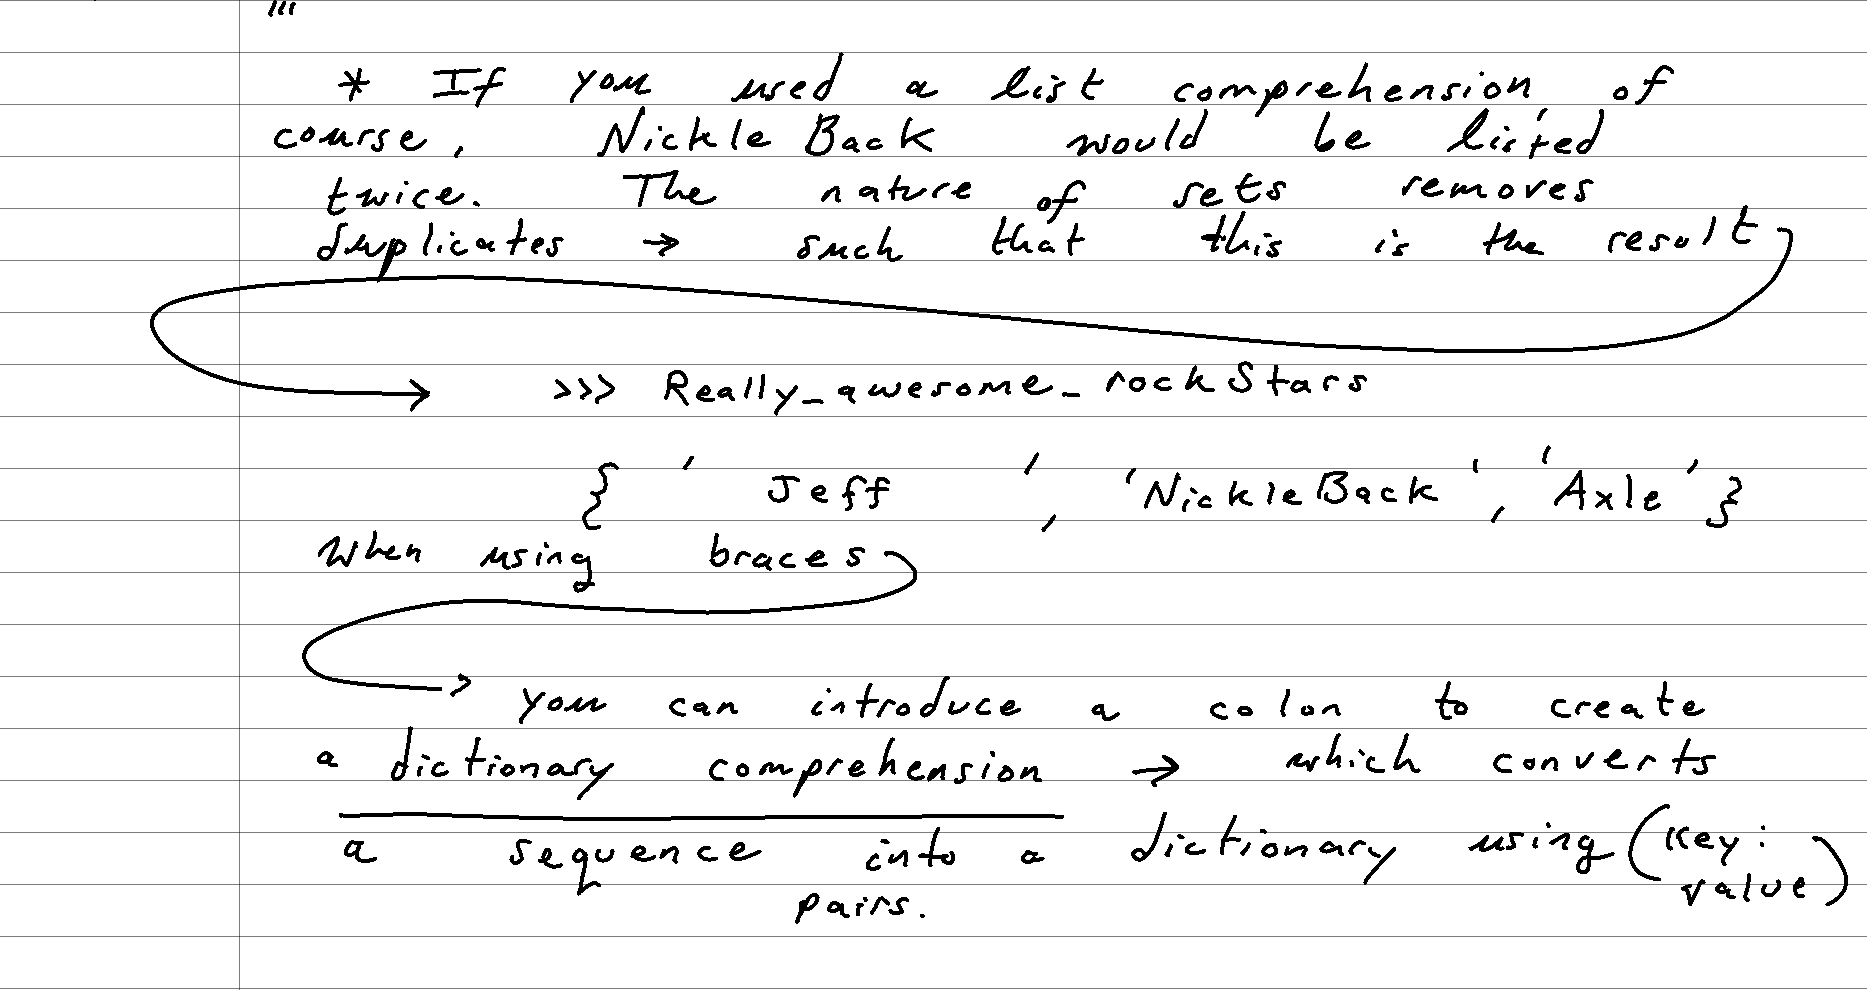 '''
* If you used a list comprehension, of
course, NickleBack would be listed
twice. The nature of sets removes
duplicates → such that this is the result
→ >>> Really_awesome_rockStars
{ ' Jeff ', 'NickleBack', 'Axle' }
when using braces
→ you can introduce a colon to create
a dictionary comprehension → which converts
a sequence into a dictionary using (key:
value)
pairs.